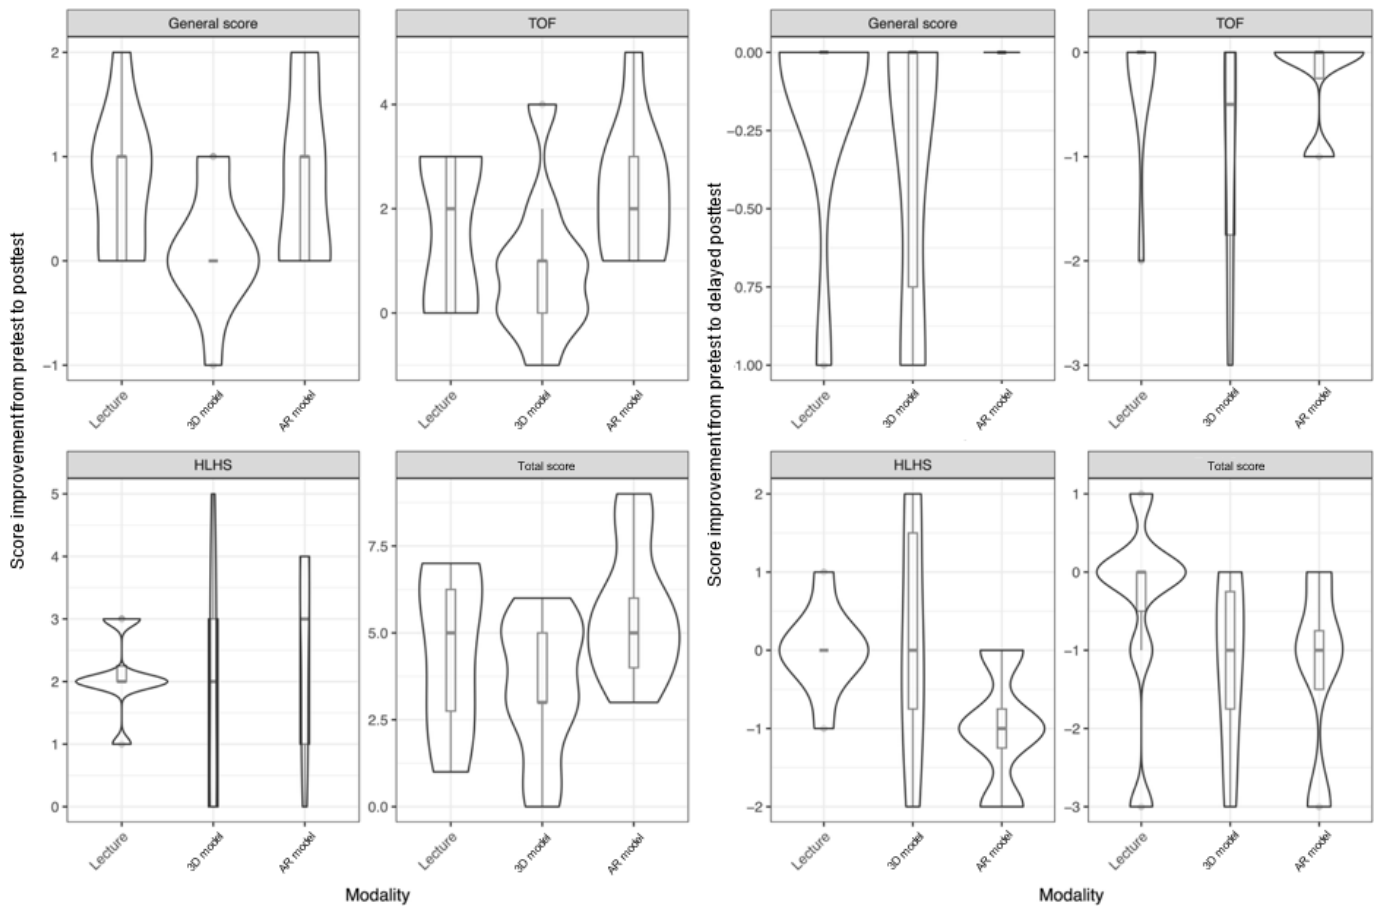 General score
TOF
General score
TOF
Score improvement from pretest to posttest
2
1
0
−1
Lecture
3D model
AR model
4
2
0
Lecture
3D model
AR model
Score improvement from pretest to delayed posttest
0.00
−0.25
−0.50
0.75
1.00
Lecture
3D model
AR model
0
−1
−2
−3
Lecture
3D model
AR model
HLHS
Total score
HLHS
Total score
5
4
3
2
1
0
Lecture
3D model
AR model
7.5
5.0
2.5
0.0
Lecture
3D model
AR model
2
1
0
−1
−2
Lecture
3D model
AR model
1
0
−1
−2
−3
Lecture
3D model
AR model
Modality
Modality